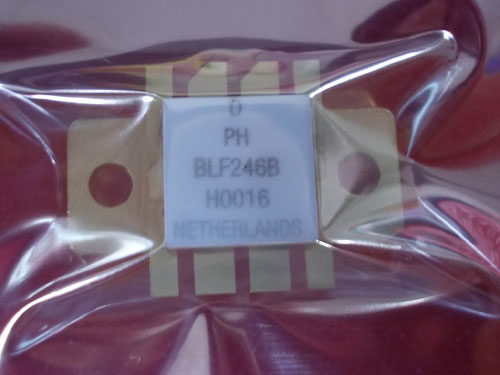 0
PH
BLF246B
H0016
NETHERLANDS